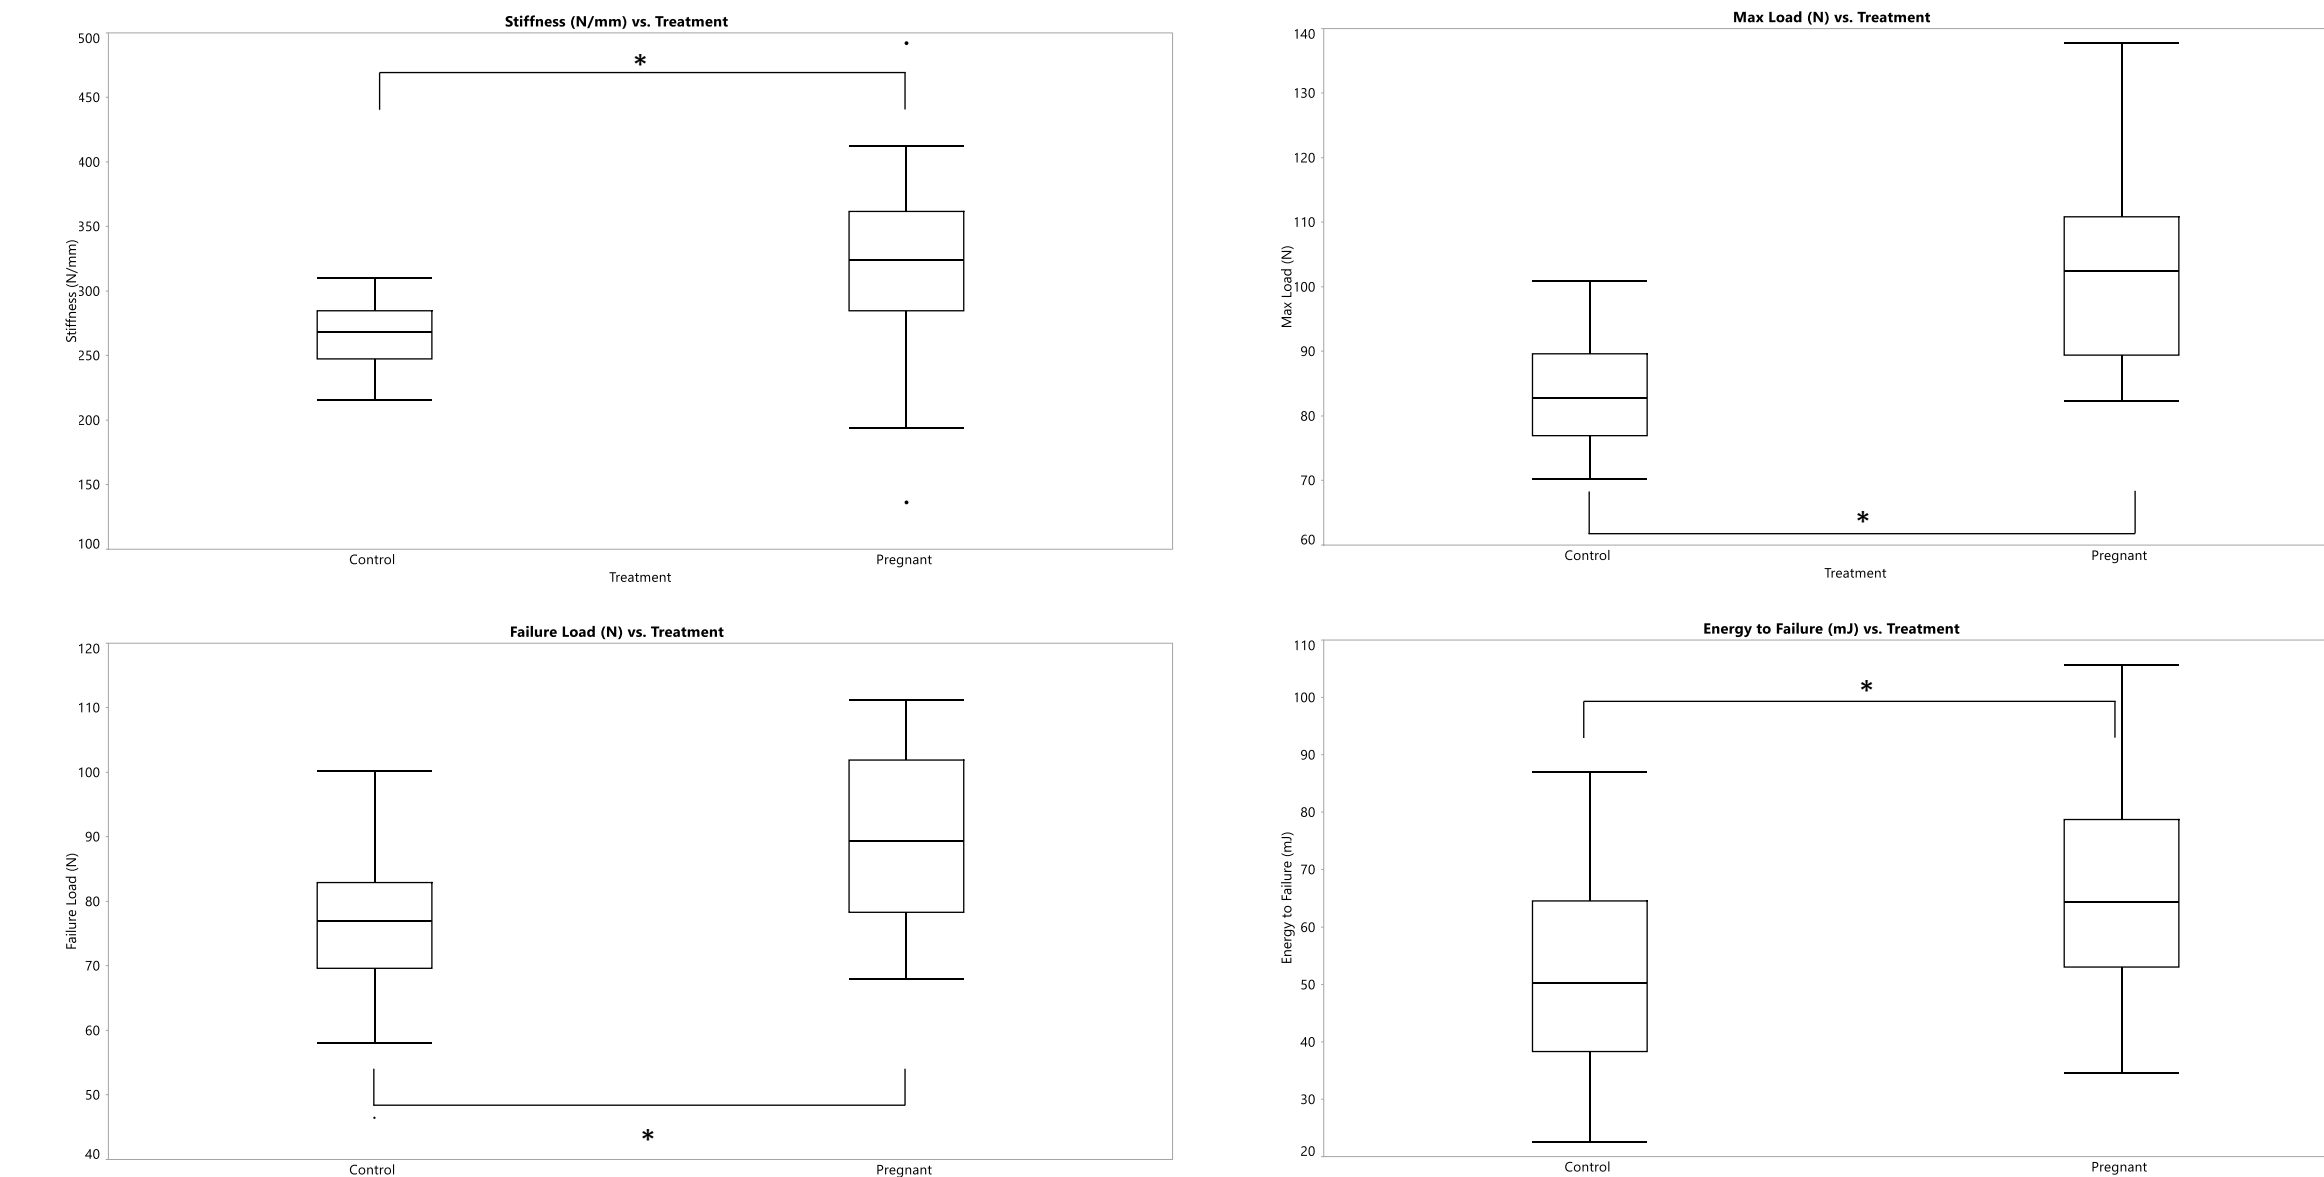 Stiffness (N/mm) vs. Treatment
500
450
400
350
300
250
200
150
100
Stiffness (N/mm)
*
Control
Pregnant
Treatment
Max Load (N) vs. Treatment
140
130
120
110
100
90
80
70
60
Max Load (N)
*
Control
Pregnant
Treatment
Failure Load (N) vs. Treatment
120
110
100
90
80
70
60
50
40
Failure Load (N)
*
Control
Pregnant
Energy to Failure (mJ) vs. Treatment
110
100
90
80
70
60
50
40
30
20
Energy to Failure (mJ)
*
Control
Pregnant